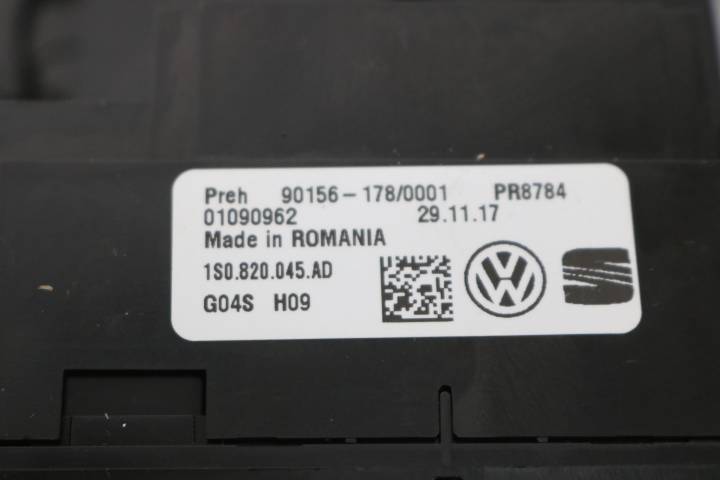 Preh 90156-178/0001 PR8784
01090962 29.11.17
Made in ROMANIA
1S0.820.045.AD
G04S H09